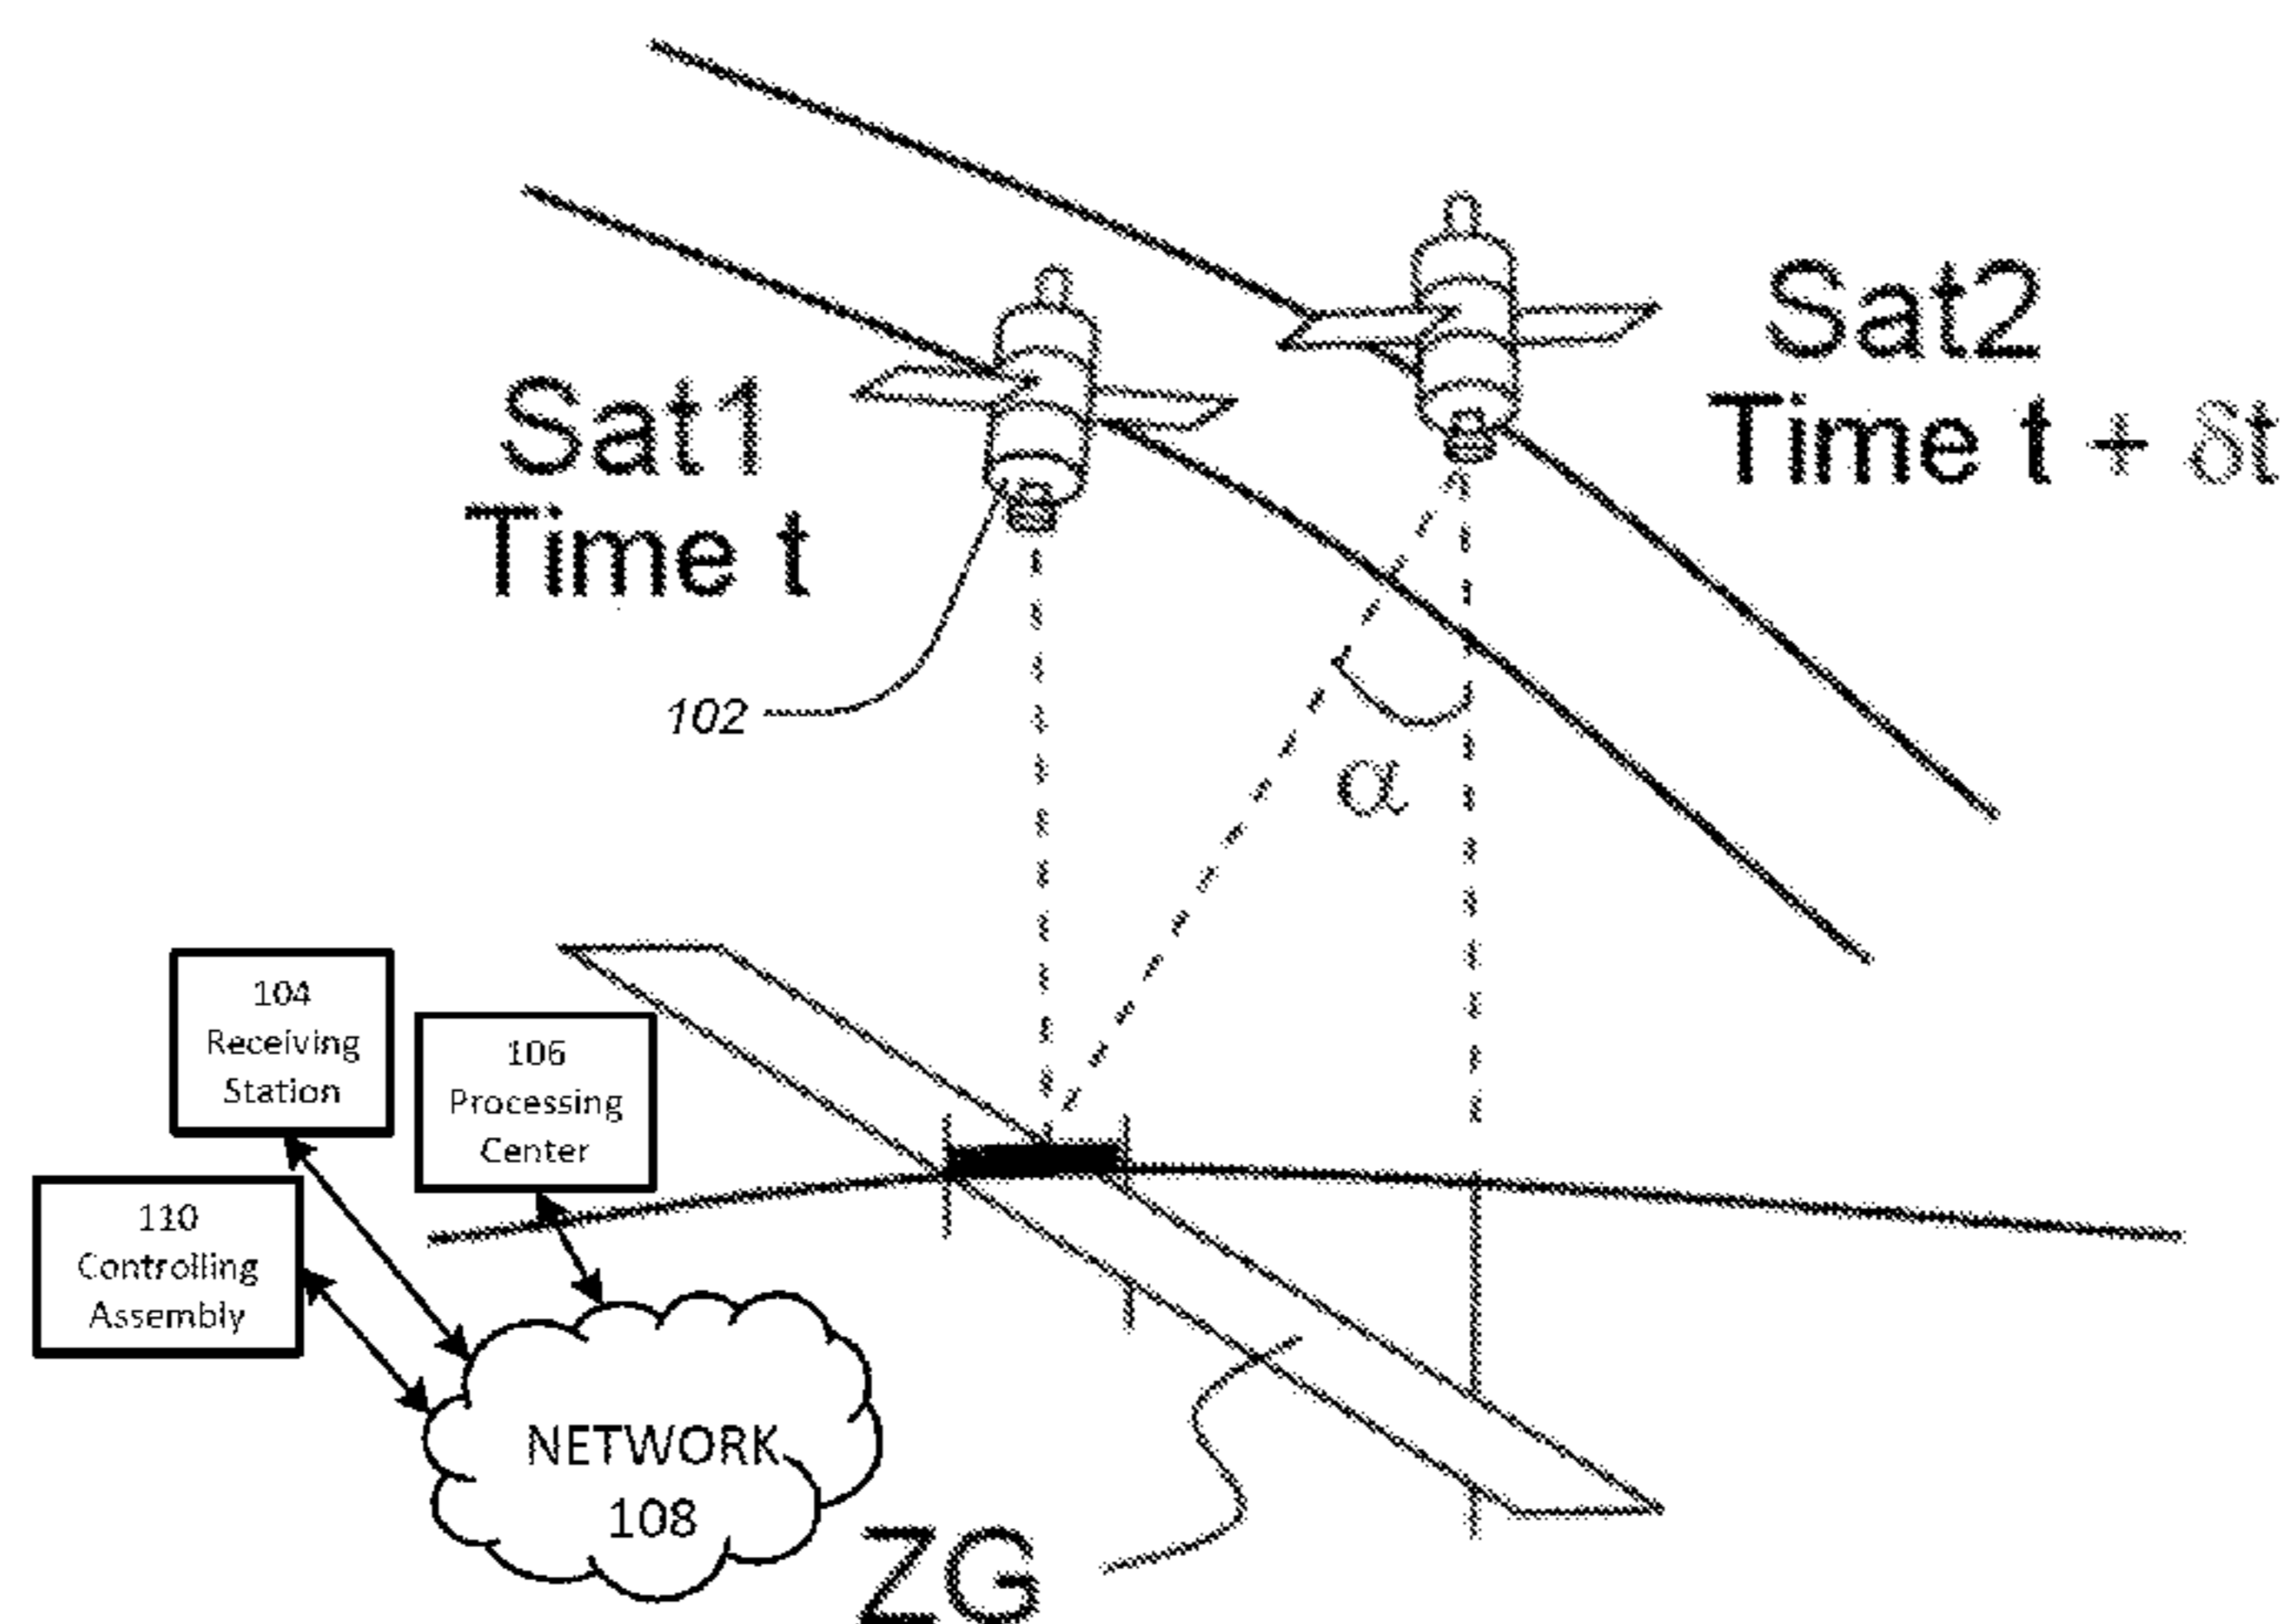 Sat1
Time t
Sat2
Time t + δt
102
α
104
Receiving
Station
106
Processing
Center
110
Controlling
Assembly
NETWORK
108
ZG